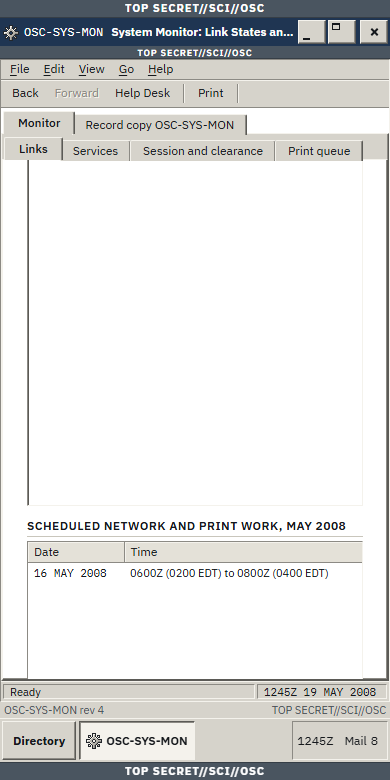 TOP SECRET//SCI//OSC
OSC-SYS-MON System Monitor: Link States an...
TOP SECRET//SCI//OSC
File Edit View Go Help
Back Forward Help Desk Print
Monitor Record copy OSC-SYS-MON
Links Services Session and clearance Print queue
SCHEDULED NETWORK AND PRINT WORK, MAY 2008
Date Time
16 MAY 2008 0600Z (0200 EDT) to 0800Z (0400 EDT)
Ready 1245Z 19 MAY 2008
OSC-SYS-MON rev 4 TOP SECRET//SCI//OSC
Directory OSC-SYS-MON 1245Z Mail 8
TOP SECRET//SCI//OSC